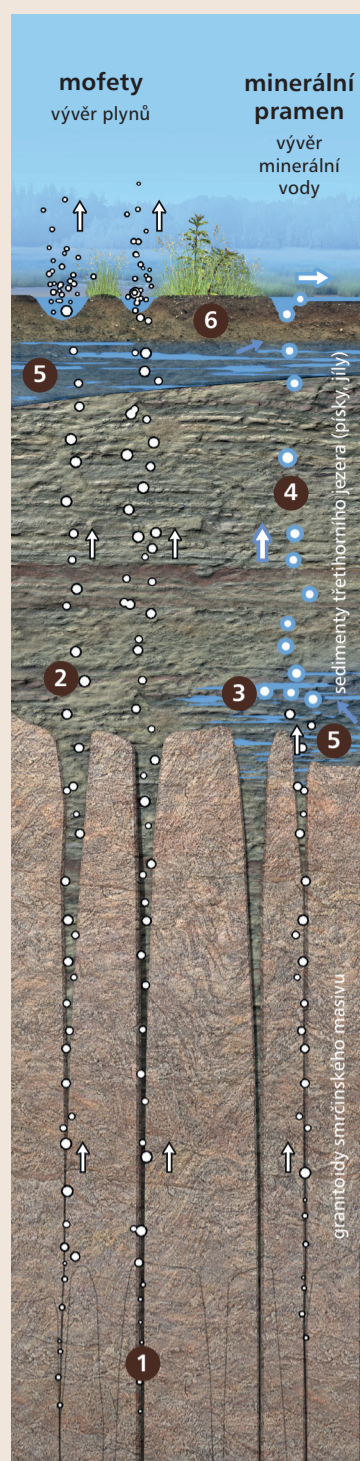 mofety
vývěr plynů
minerální
pramen
vývěr
minerální
vody
6
5
4
sedimenty třetihorního jezera (písky, jíly)
2
3
5
granitoidy smrčinského masivu
1